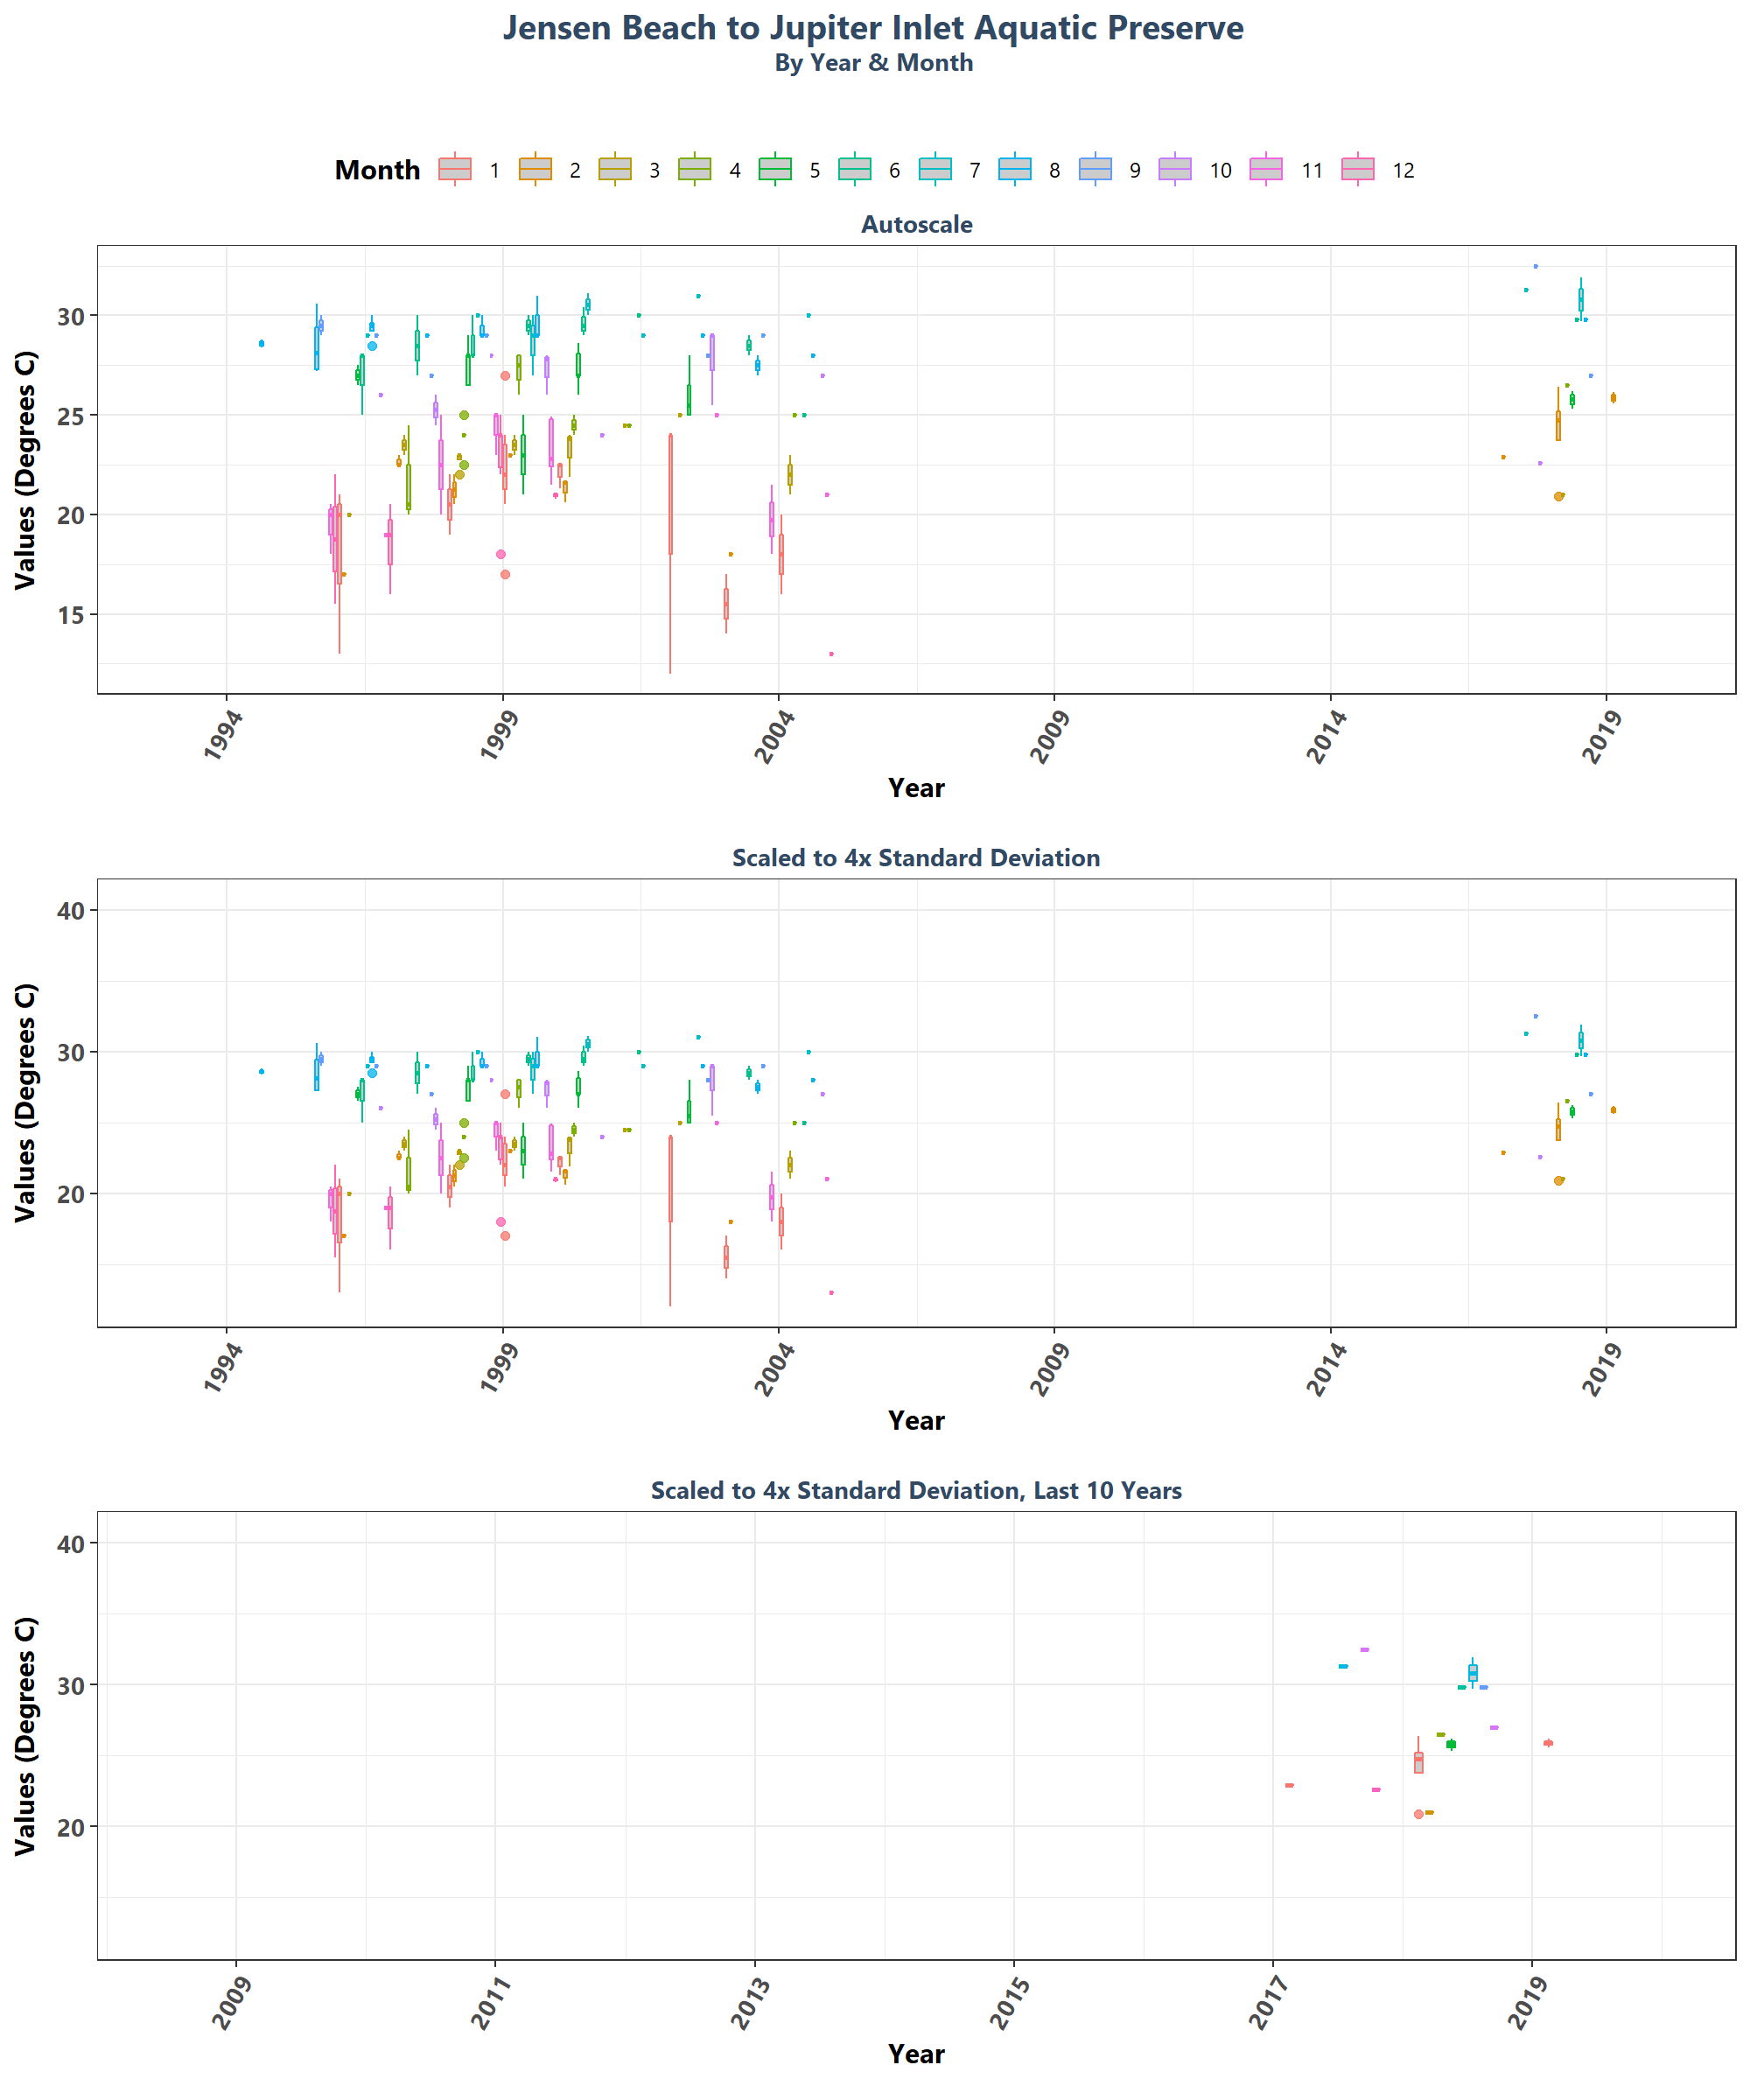 Jensen Beach to Jupiter Inlet Aquatic Preserve
By Year & Month
Month 1 2 3 4 5 6 7 8 9 10 11 12
Autoscale
Values (Degrees C)
30
25
20
15
1994 1999 2004 2009 2014 2019
Year
Scaled to 4x Standard Deviation
Values (Degrees C)
40
30
20
1994 1999 2004 2009 2014 2019
Year
Scaled to 4x Standard Deviation, Last 10 Years
Values (Degrees C)
40
30
20
2009 2011 2013 2015 2017 2019
Year